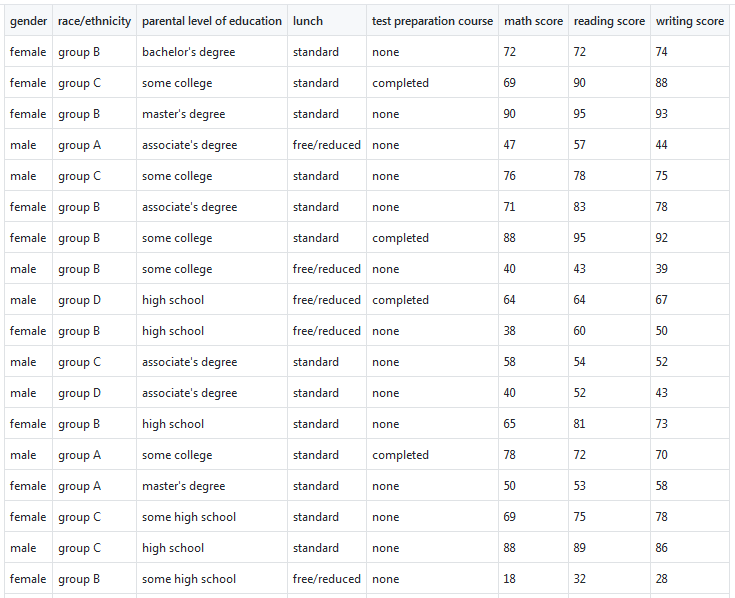 gender race/ethnicity parental level of education lunch test preparation course math score reading score writing score
female group B bachelor's degree standard none 72 72 74
female group C some college standard completed 69 90 88
female group B master's degree standard none 90 95 93
male group A associate's degree free/reduced none 47 57 44
male group C some college standard none 76 78 75
female group B associate's degree standard none 71 83 78
female group B some college standard completed 88 95 92
male group B some college free/reduced none 40 43 39
male group D high school free/reduced completed 64 64 67
female group B high school free/reduced none 38 60 50
male group C associate's degree standard none 58 54 52
male group D associate's degree standard none 40 52 43
female group B high school standard none 65 81 73
male group A some college standard completed 78 72 70
female group A master's degree standard none 50 53 58
female group C some high school standard none 69 75 78
male group C high school standard none 88 89 86
female group B some high school free/reduced none 18 32 28